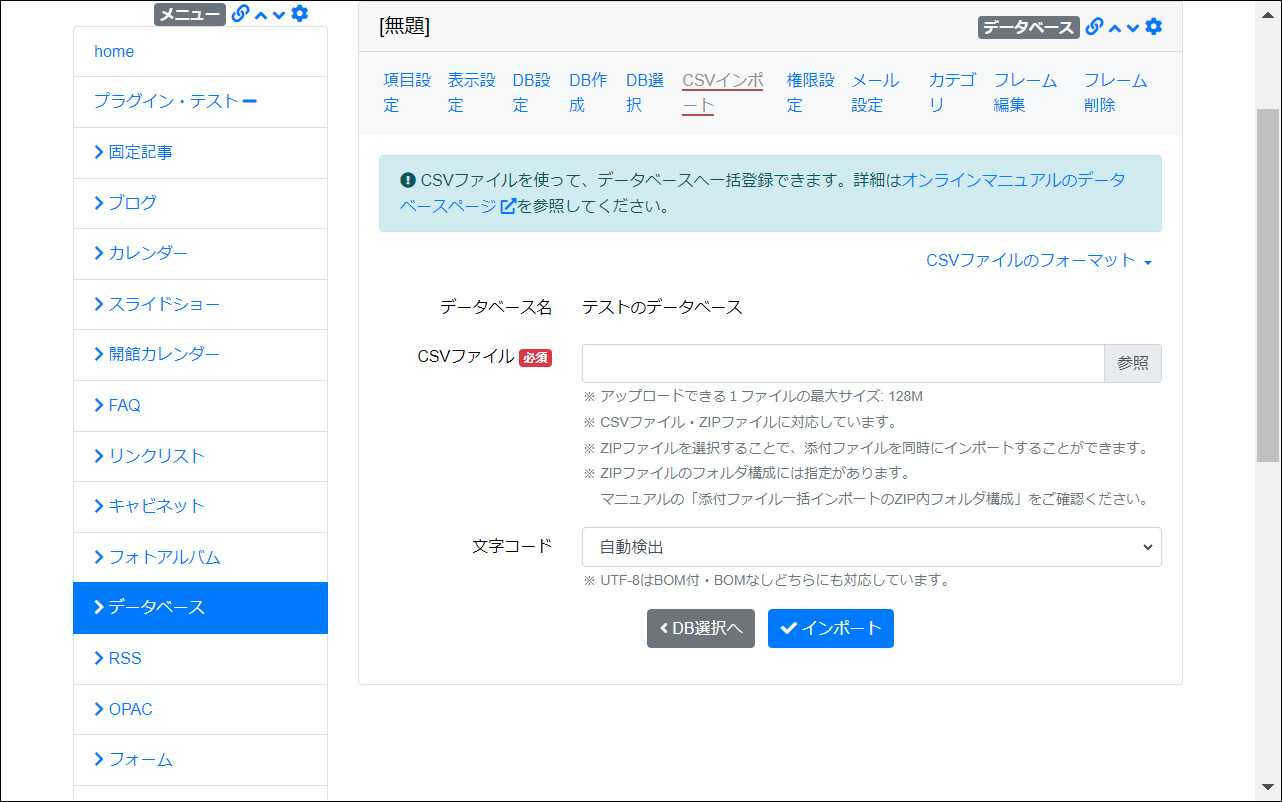 メニュー
home
プラグイン・テスト
固定記事
ブログ
カレンダー
スライドショー
開館カレンダー
FAQ
リンクリスト
キャビネット
フォトアルバム
データベース
RSS
OPAC
フォーム
[無題]
データベース
項目設定
表示設定
DB設定
DB作成
DB選択
CSVインポート
権限設定
メール設定
カテゴリ
フレーム編集
フレーム削除
CSVファイルを使って、データベースへ一括登録できます。詳細はオンラインマニュアルのデータ
ベースページを参照してください。
CSVファイルのフォーマット
データベース名 テストのデータベース
CSVファイル 必須
参照
※ アップロードできる１ファイルの最大サイズ: 128M
※ CSVファイル・ZIPファイルに対応しています。
※ ZIPファイルを選択することで、添付ファイルを同時にインポートすることができます。
※ ZIPファイルのフォルダ構成には指定があります。
マニュアルの「添付ファイル一括インポートのZIP内フォルダ構成」をご確認ください。
文字コード 自動検出
※ UTF-8はBOM付・BOMなしどちらにも対応しています。
DB選択へ インポート